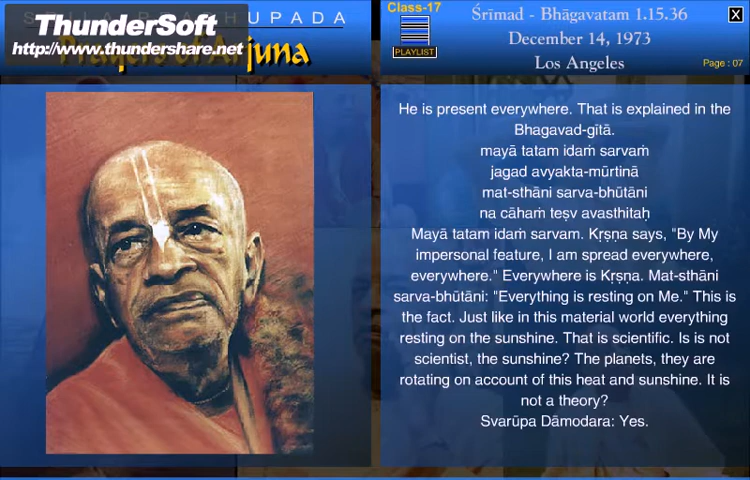 ThunderSoft
http://www.thundershare.net
HUPADA
Prayers of Arjuna
Class-17
PLAYLIST
Śrīmad - Bhāgavatam 1.15.36
December 14, 1973
Los Angeles
X
Page : 07
He is present everywhere. That is explained in the
Bhagavad-gītā.
mayā tatam idaṁ sarvaṁ
jagad avyakta-mūrtinā
mat-sthāni sarva-bhūtāni
na cāhaṁ teṣv avasthitaḥ
Mayā tatam idaṁ sarvam. Kṛṣṇa says, "By My
impersonal feature, I am spread everywhere,
everywhere." Everywhere is Kṛṣṇa. Mat-sthāni
sarva-bhūtāni: "Everything is resting on Me." This is
the fact. Just like in this material world everything
resting on the sunshine. That is scientific. Is is not
scientist, the sunshine? The planets, they are
rotating on account of this heat and sunshine. It is
not a theory?
Svarūpa Dāmodara: Yes.